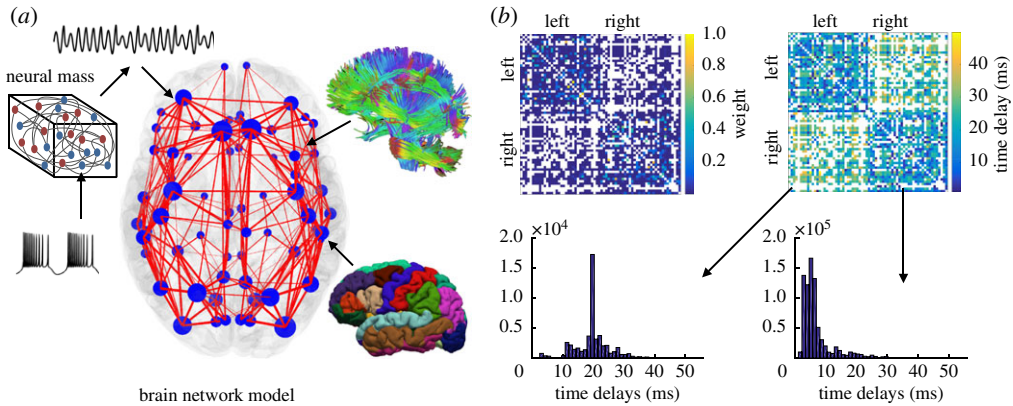 (a)
neural mass
brain network model
(b)
left right
left
right
1.0
0.8
0.6
0.4
0.2
weight
left right
left
right
40
30
20
10
time delay (ms)
×10⁴
2.0
1.5
1.0
0.5
0 10 20 30 40 50
time delays (ms)
×10⁵
2.0
1.5
1.0
0.5
0 10 20 30 40 50
time delays (ms)